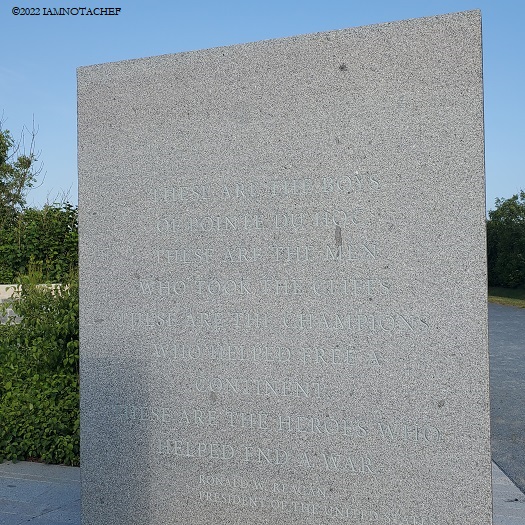 ©2022 IAMNOTACHEF
THESE ARE THE BOYS
OF POINTE DU HOC.
THESE ARE THE MEN
WHO TOOK THE CLIFFS.
THESE ARE THE CHAMPIONS
WHO HELPED FREE A
CONTINENT.
THESE ARE THE HEROES WHO
HELPED END A WAR.
RONALD W. REAGAN
PRESIDENT OF THE UNITED STATES